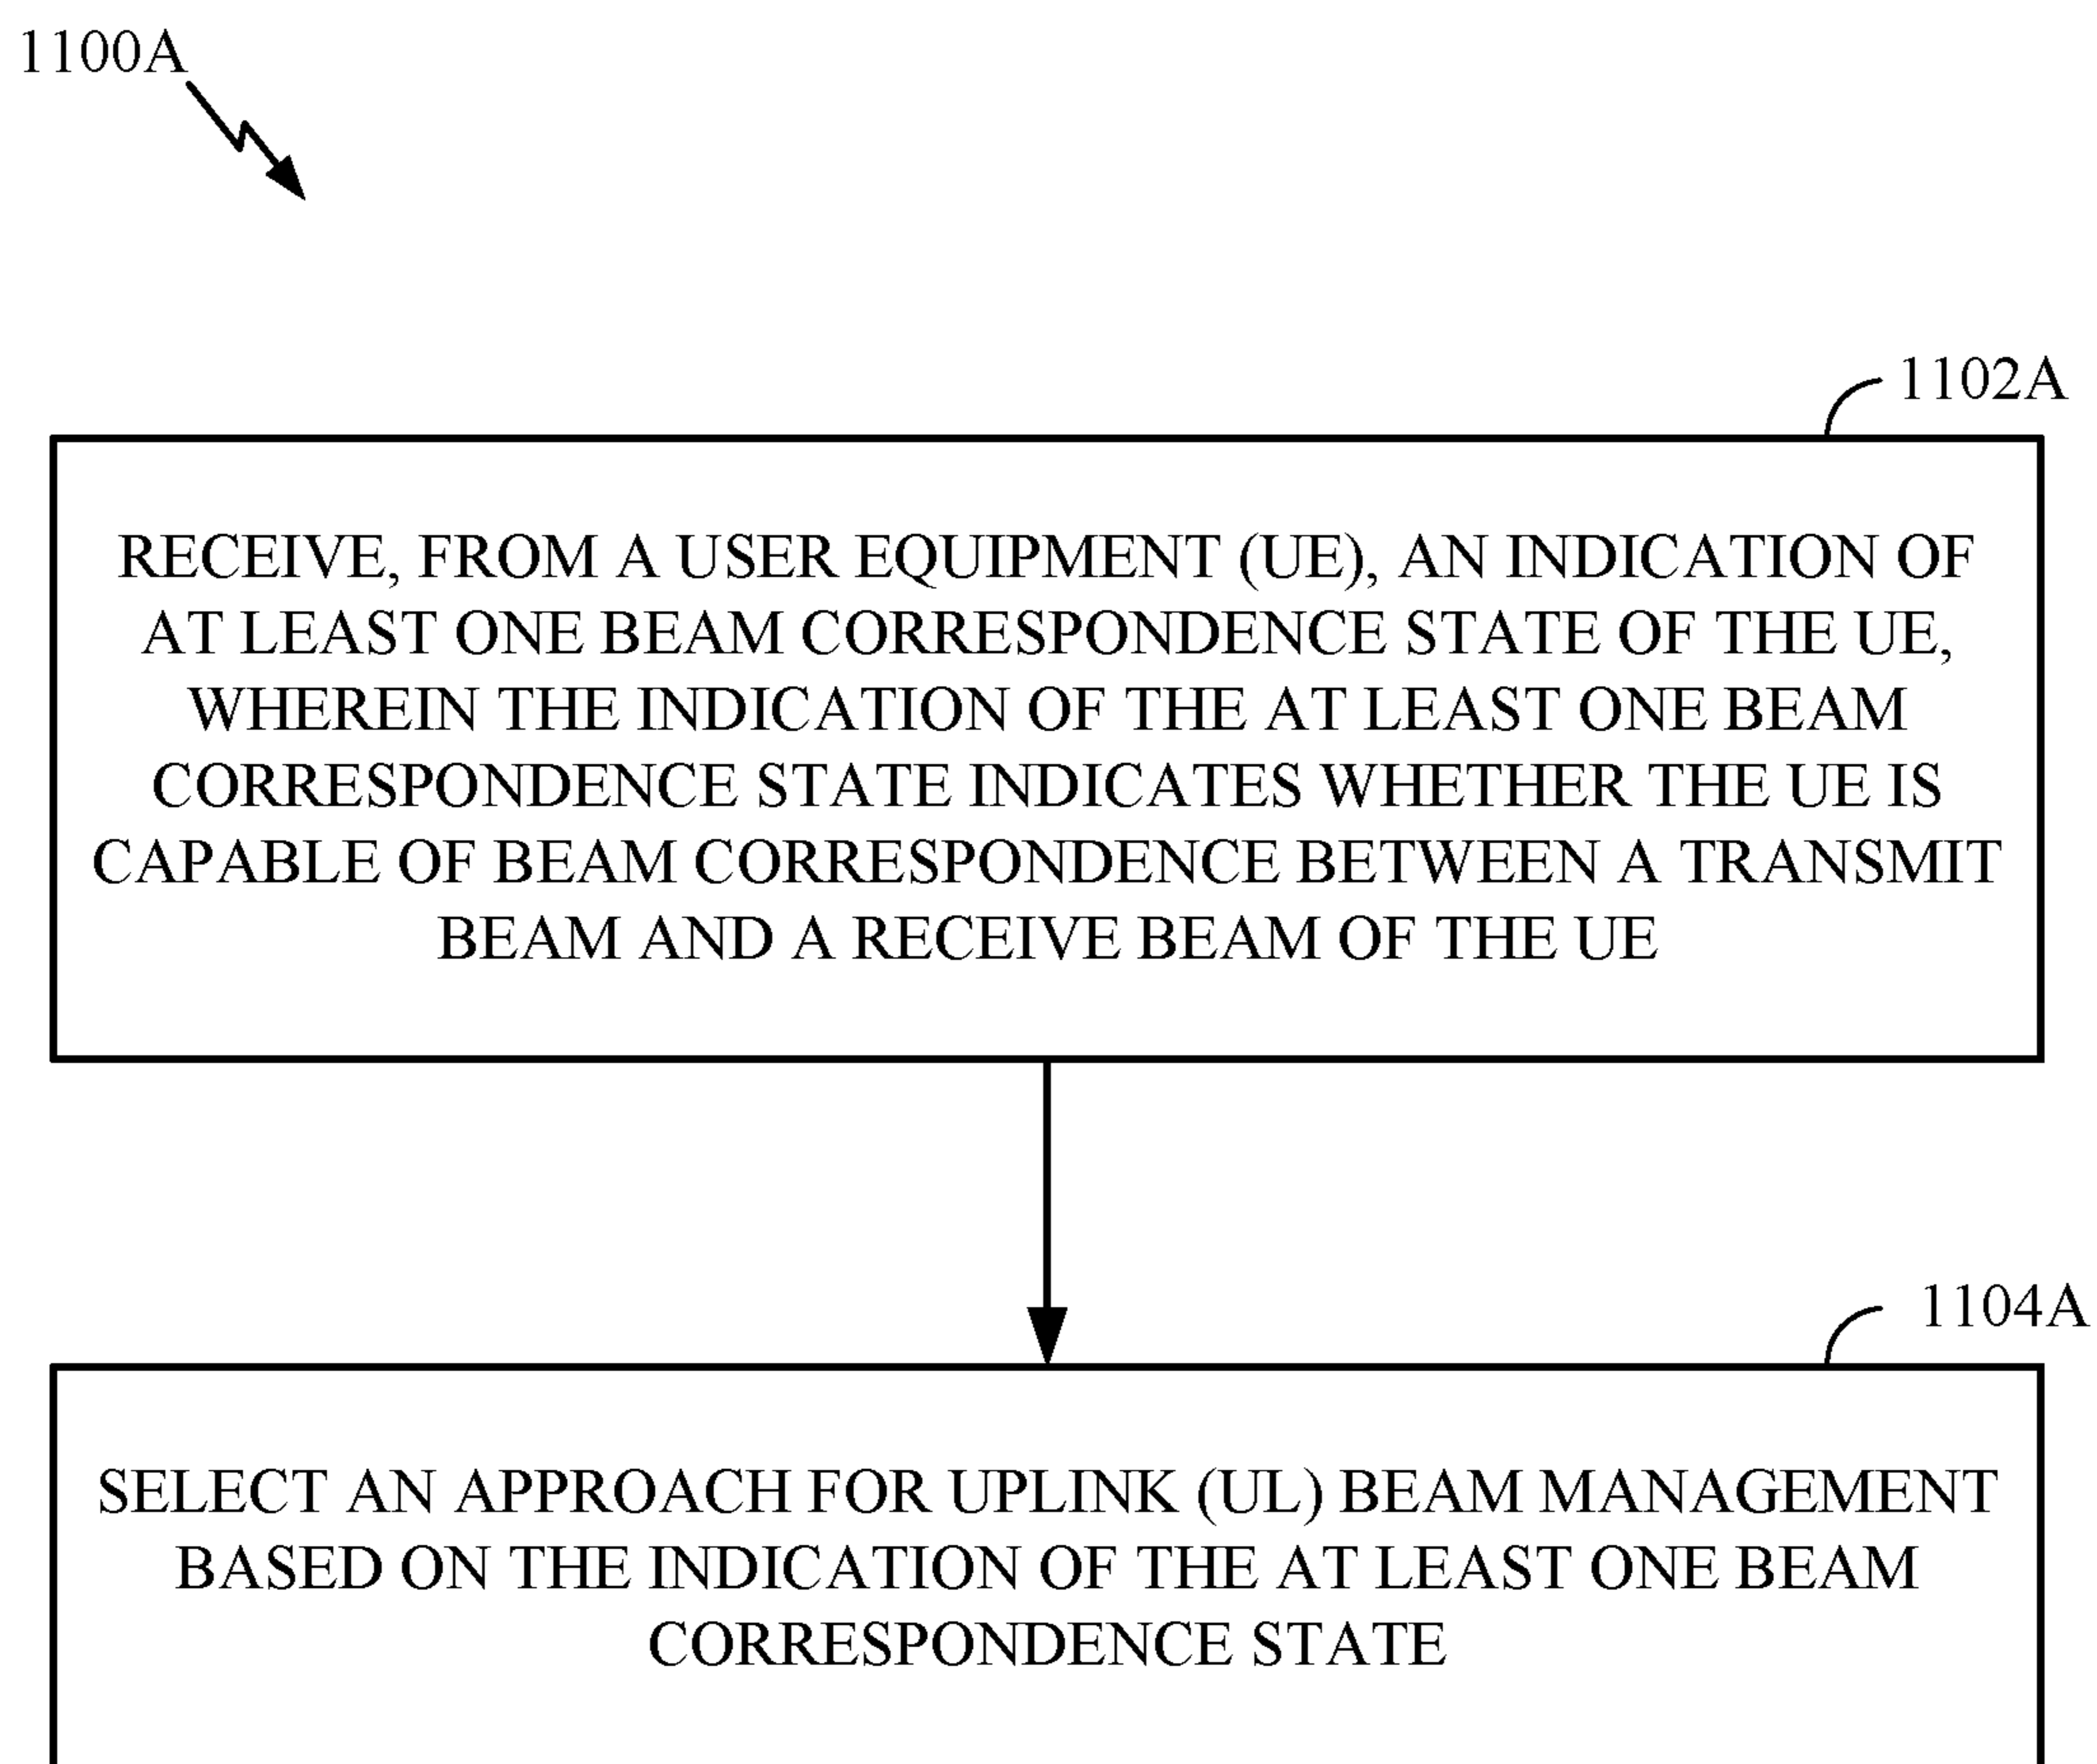 1100A
1102A
RECEIVE, FROM A USER EQUIPMENT (UE), AN INDICATION OF
AT LEAST ONE BEAM CORRESPONDENCE STATE OF THE UE,
WHEREIN THE INDICATION OF THE AT LEAST ONE BEAM
CORRESPONDENCE STATE INDICATES WHETHER THE UE IS
CAPABLE OF BEAM CORRESPONDENCE BETWEEN A TRANSMIT
BEAM AND A RECEIVE BEAM OF THE UE
1104A
SELECT AN APPROACH FOR UPLINK (UL) BEAM MANAGEMENT
BASED ON THE INDICATION OF THE AT LEAST ONE BEAM
CORRESPONDENCE STATE